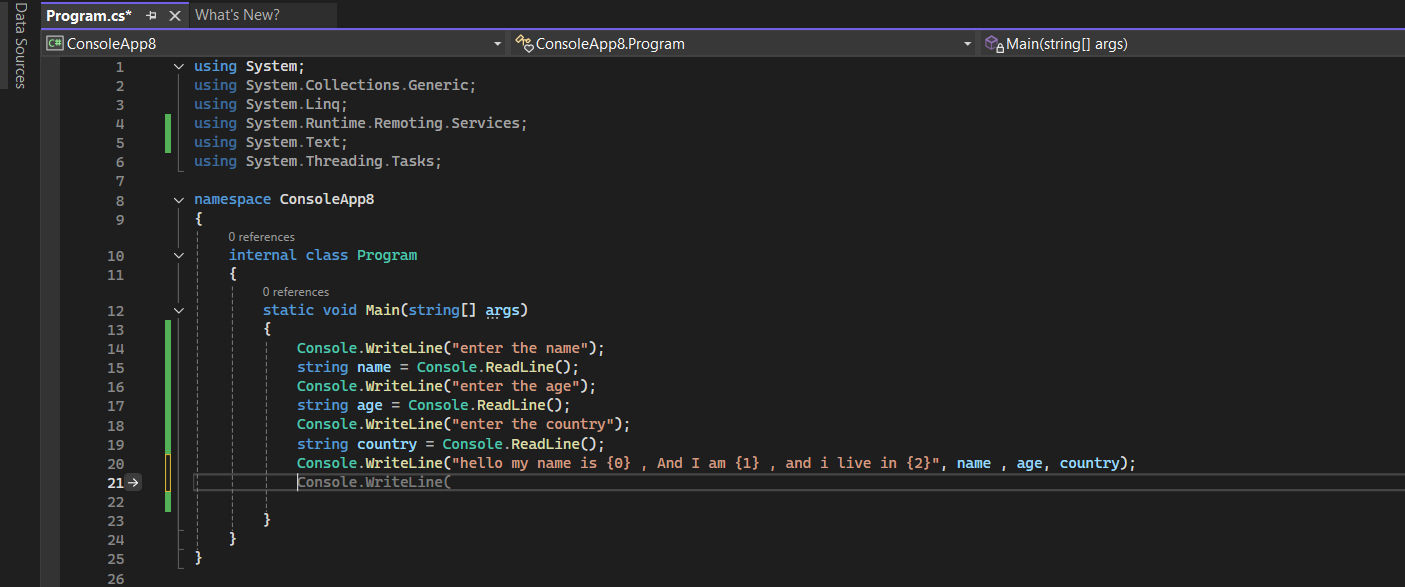 Data Sources
Program.cs* What's New?
C# ConsoleApp8 ConsoleApp8.Program Main(string[] args)
1 using System;
2 using System.Collections.Generic;
3 using System.Linq;
4 using System.Runtime.Remoting.Services;
5 using System.Text;
6 using System.Threading.Tasks;
7
8 namespace ConsoleApp8
9 {
0 references
10 internal class Program
11 {
0 references
12 static void Main(string[] args)
13 {
14 Console.WriteLine("enter the name");
15 string name = Console.ReadLine();
16 Console.WriteLine("enter the age");
17 string age = Console.ReadLine();
18 Console.WriteLine("enter the country");
19 string country = Console.ReadLine();
20 Console.WriteLine("hello my name is {0} , And I am {1} , and i live in {2}", name , age, country);
21 Console.WriteLine(
22
23 }
24 }
25 }
26